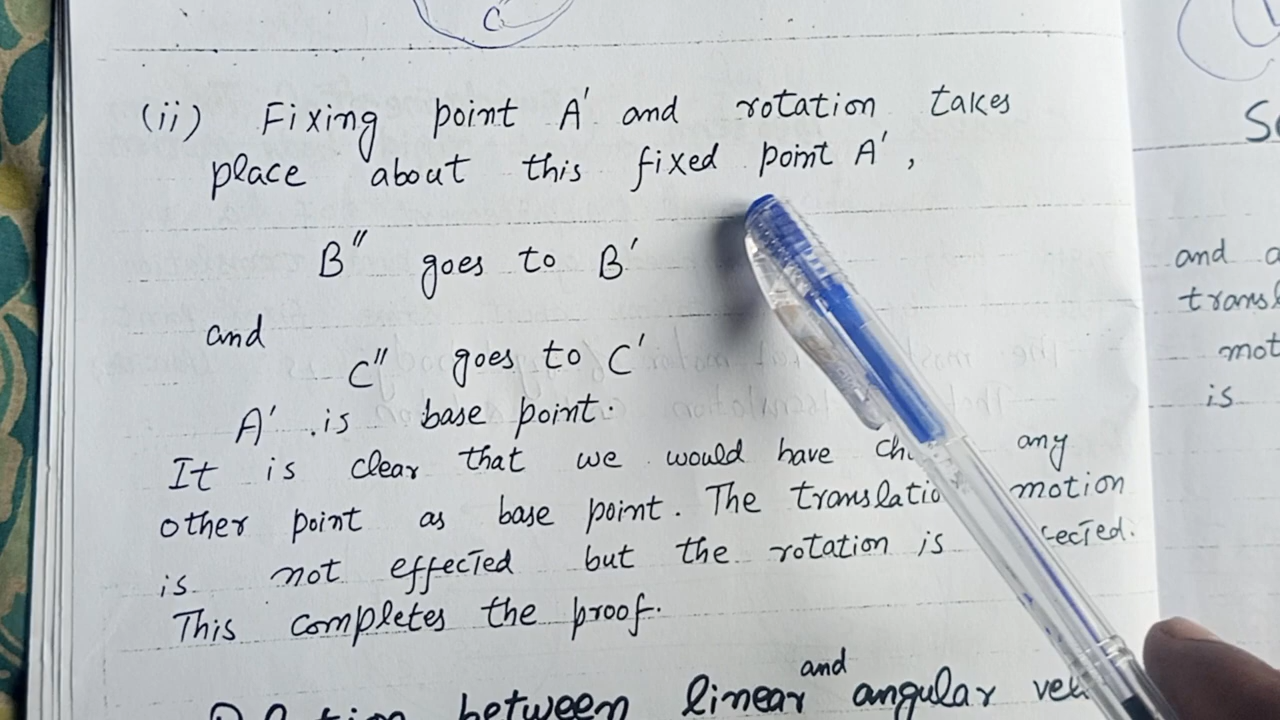 C
(ii) Fixing point A' and rotation takes
place about this fixed point A',
B" goes to B'
and
C" goes to C'
A' is base point.
It is clear that we would have any
other point as base point. The motion
is not effected but the rotation is
This completes the proof.
between linear and angular
and
is